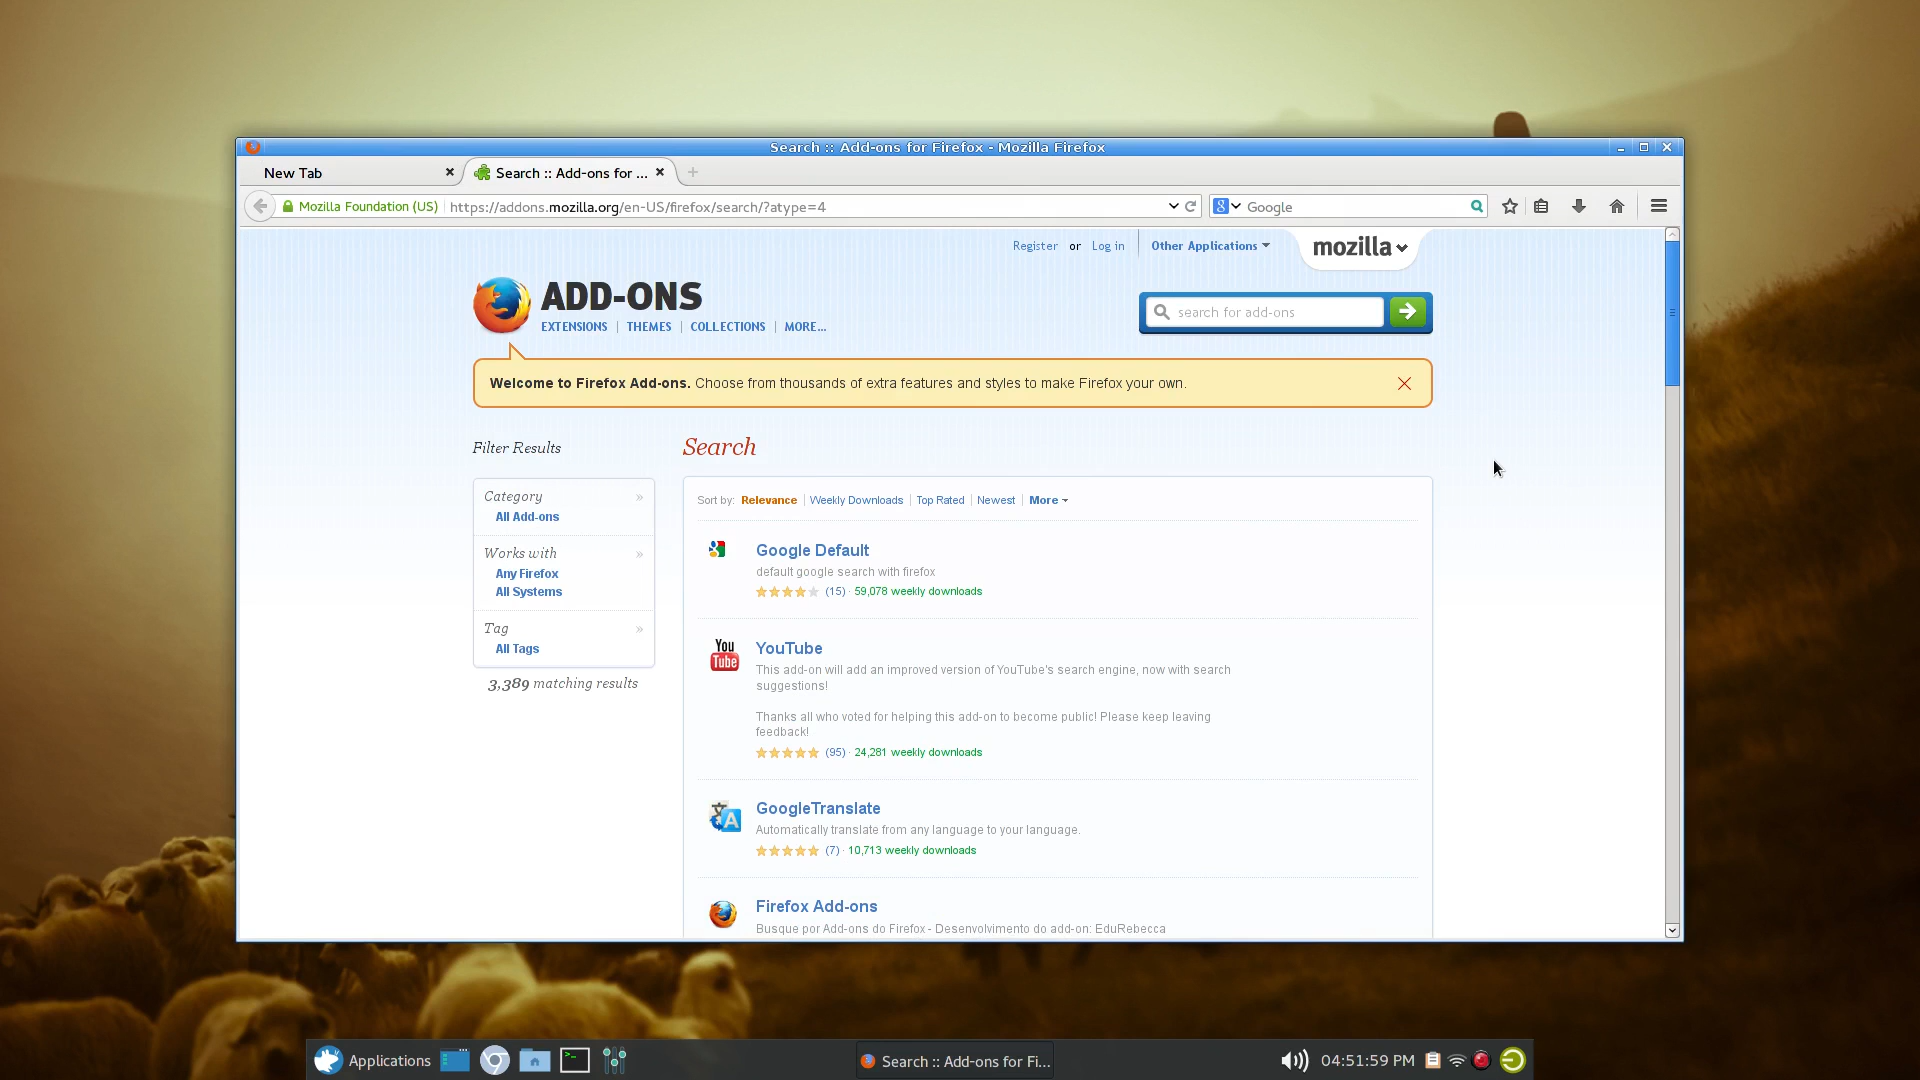 Search :: Add-ons for Firefox - Mozilla Firefox
New Tab
Search :: Add-ons for ...
Mozilla Foundation (US)
https://addons.mozilla.org/en-US/firefox/search/?atype=4
Google
Register or Log in
Other Applications
mozilla
ADD-ONS
EXTENSIONS THEMES COLLECTIONS MORE...
search for add-ons
Welcome to Firefox Add-ons. Choose from thousands of extra features and styles to make Firefox your own.
Filter Results
Category »
All Add-ons
Works with »
Any Firefox
All Systems
Tag »
All Tags
3,389 matching results
Search
Sort by: Relevance Weekly Downloads Top Rated Newest More
Google Default
default google search with firefox
(15) · 59,078 weekly downloads
You
Tube
YouTube
This add-on will add an improved version of YouTube's search engine, now with search
suggestions!
Thanks all who voted for helping this add-on to become public! Please keep leaving
feedback!
(95) · 24,281 weekly downloads
GoogleTranslate
Automatically translate from any language to your language.
(7) · 10,713 weekly downloads
Firefox Add-ons
Busque por Add-ons do Firefox - Desenvolvimento do add-on: EduRebecca
Applications
Search :: Add-ons for Fi...
04:51:59 PM